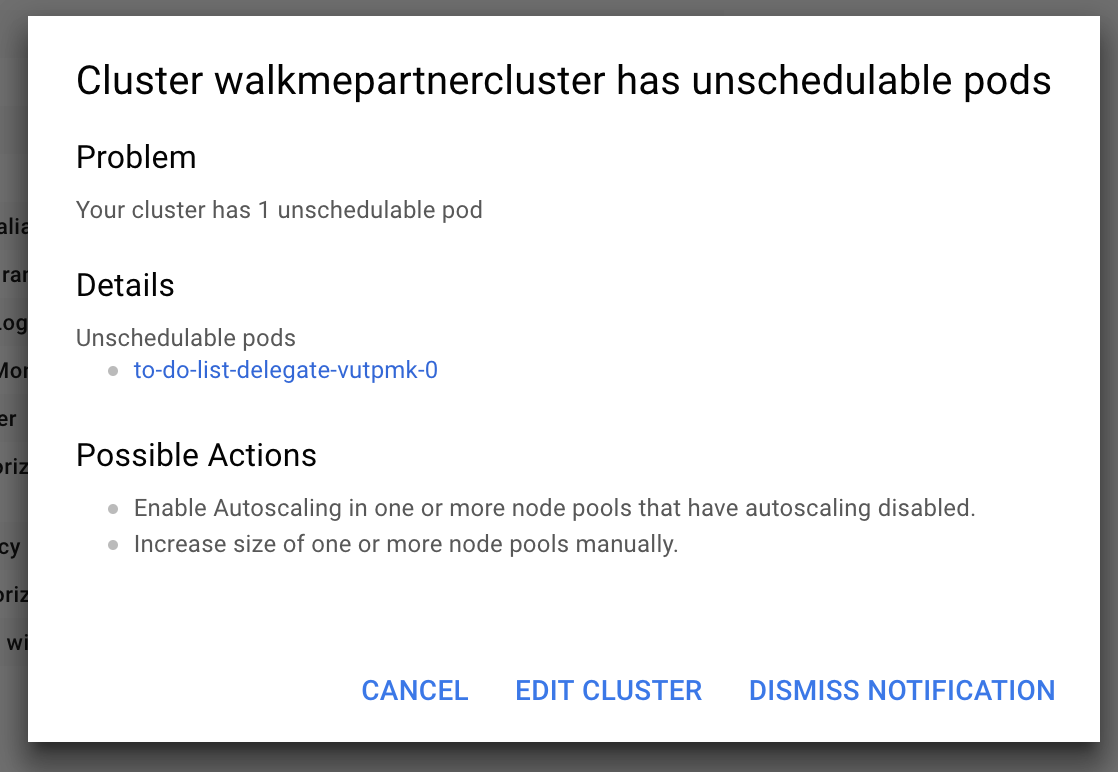 Cluster walkmepartnercluster has unschedulable pods
Problem
Your cluster has 1 unschedulable pod
Details
Unschedulable pods
to-do-list-delegate-vutpmk-0
Possible Actions
Enable Autoscaling in one or more node pools that have autoscaling disabled.
Increase size of one or more node pools manually.
CANCEL EDIT CLUSTER DISMISS NOTIFICATION